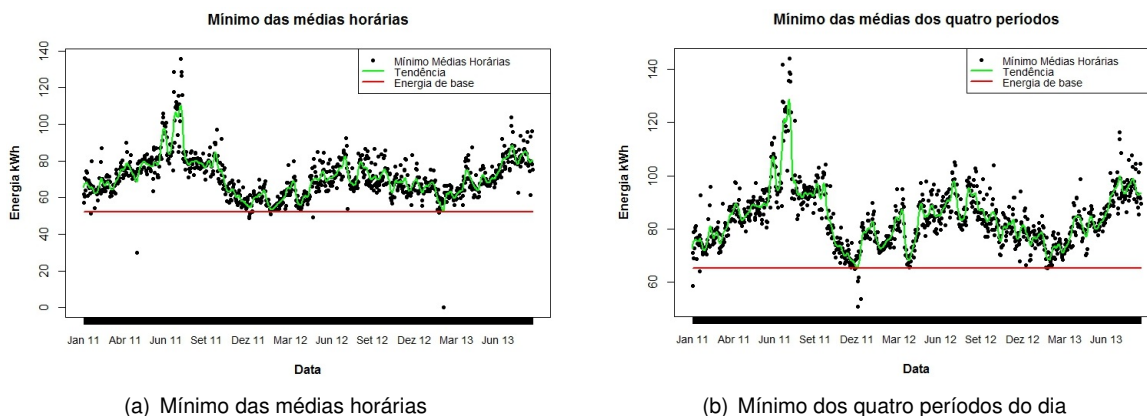 Mínimo das médias horárias
Energia kWh
140
120
100
80
60
40
20
0
Mínimo Médias Horárias
Tendência
Energia de base
Jan 11 Abr 11 Jun 11 Set 11 Dez 11 Mar 12 Jun 12 Set 12 Dez 12 Mar 13 Jun 13
Data
(a) Mínimo das médias horárias
Mínimo das médias dos quatro períodos
Energia kWh
140
120
100
80
60
Mínimo Médias Horárias
Tendência
Energia de base
Jan 11 Abr 11 Jun 11 Set 11 Dez 11 Mar 12 Jun 12 Set 12 Dez 12 Mar 13 Jun 13
Data
(b) Mínimo dos quatro períodos do dia